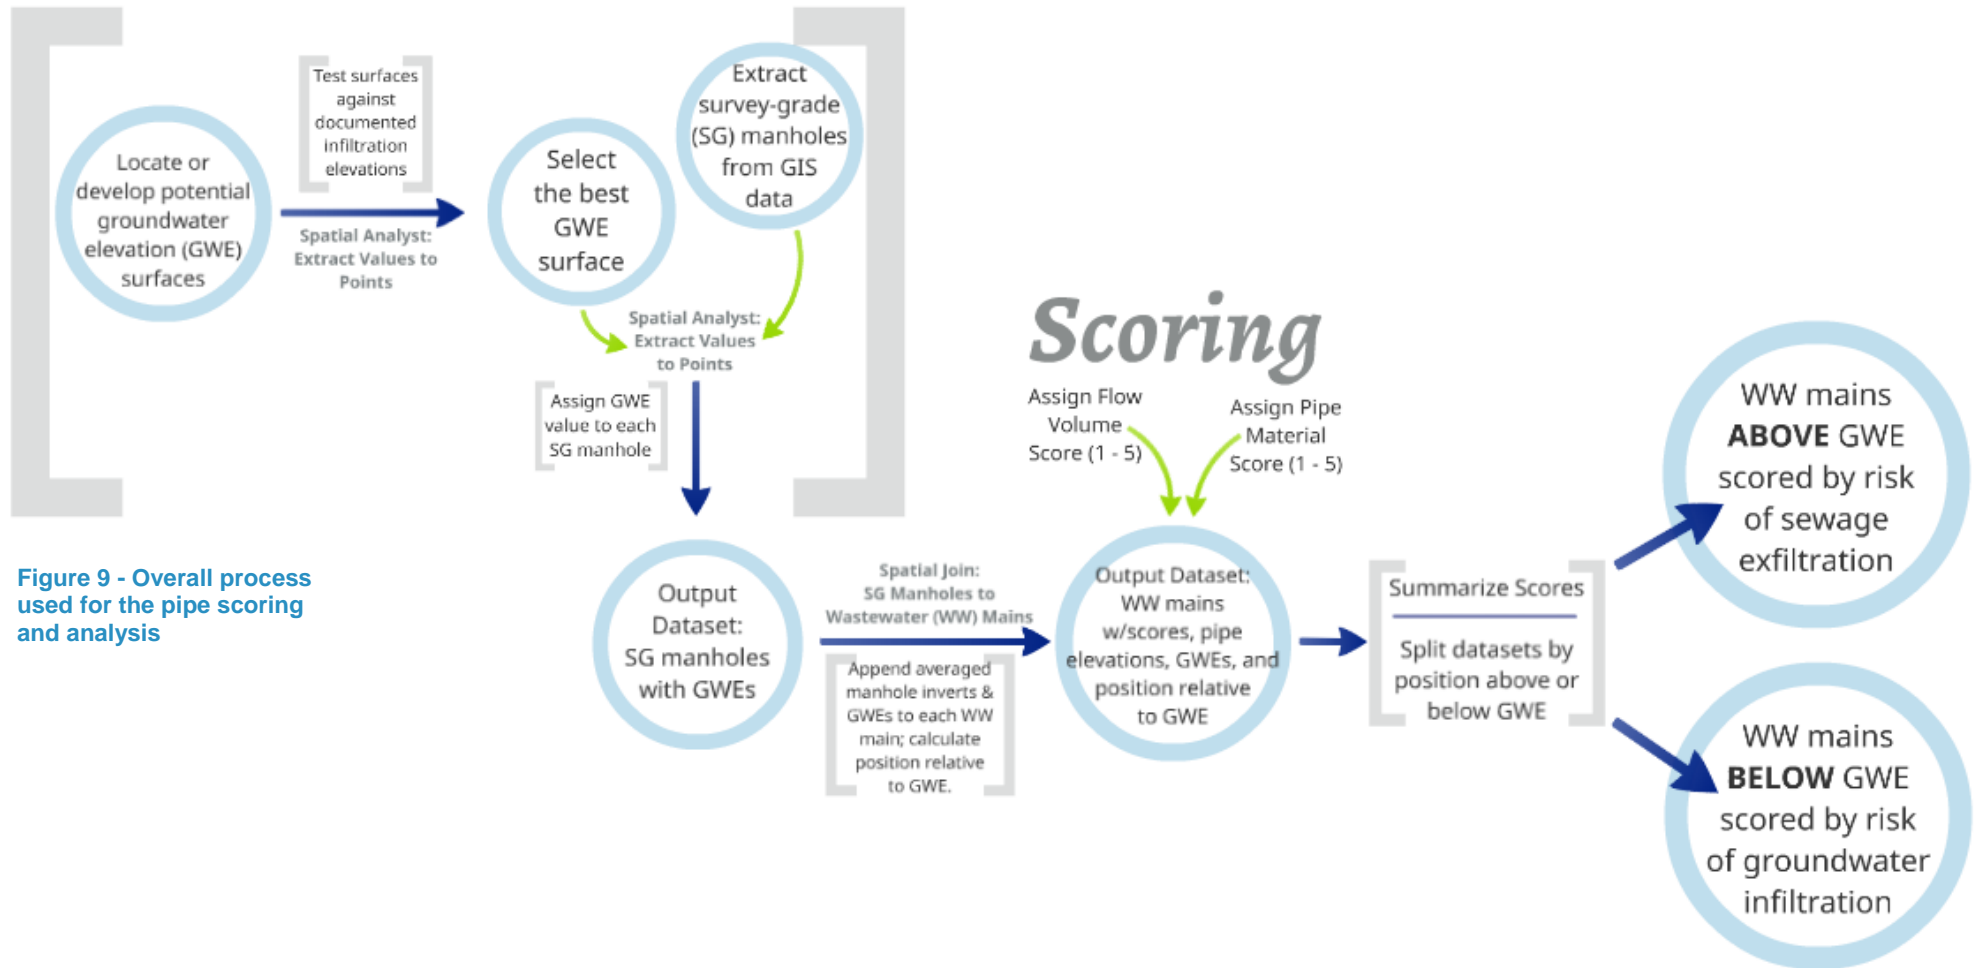 Locate or
develop potential
groundwater
elevation (GWE)
surfaces
Test surfaces
against
documented
infiltration
elevations
Spatial Analyst:
Extract Values to
Points
Select
the best
GWE
surface
Extract
survey-grade
(SG) manholes
from GIS
data
Spatial Analyst:
Extract Values
to Points
Assign GWE
value to each
SG manhole
Figure 9 - Overall process
used for the pipe scoring
and analysis
Output
Dataset:
SG manholes
with GWEs
Spatial Join:
SG Manholes to
Wastewater (WW) Mains
Append averaged
manhole inverts &
GWEs to each WW
main; calculate
position relative
to GWE.
Scoring
Assign Flow
Volume
Score (1 - 5)
Assign Pipe
Material
Score (1 - 5)
Output Dataset:
WW mains
w/scores, pipe
elevations, GWEs, and
position relative
to GWE
Summarize Scores
Split datasets by
position above or
below GWE
WW mains
ABOVE GWE
scored by risk
of sewage
exfiltration
WW mains
BELOW GWE
scored by risk
of groundwater
infiltration